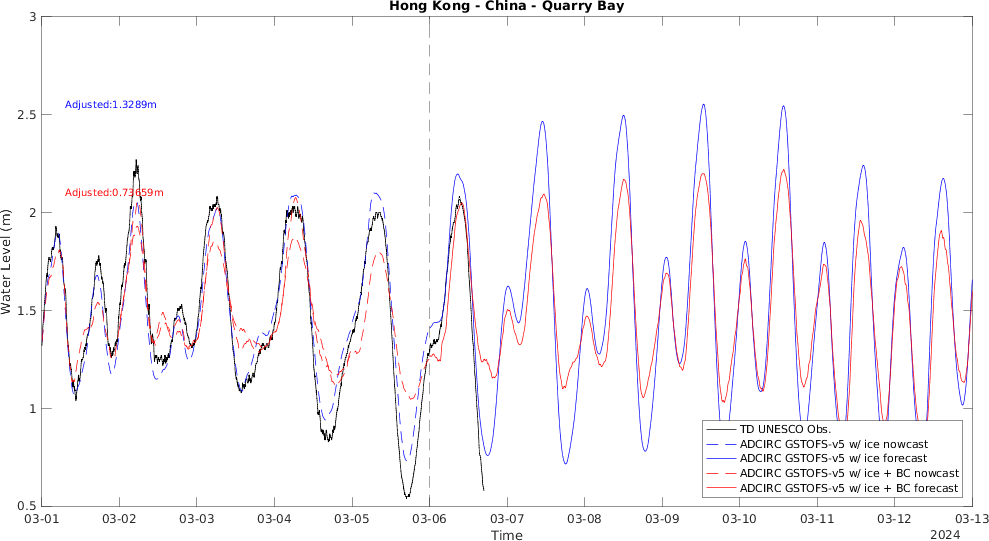 Hong Kong - China - Quarry Bay
3
2.5
2
1.5
1
0.5
Water Level (m)
Adjusted:1.3289m
Adjusted:0.73659m
TD UNESCO Obs.
ADCIRC GSTOFS-v5 w/ ice nowcast
ADCIRC GSTOFS-v5 w/ ice forecast
ADCIRC GSTOFS-v5 w/ ice + BC nowcast
ADCIRC GSTOFS-v5 w/ ice + BC forecast
03-01 03-02 03-03 03-04 03-05 03-06 03-07 03-08 03-09 03-10 03-11 03-12 03-13
Time
2024